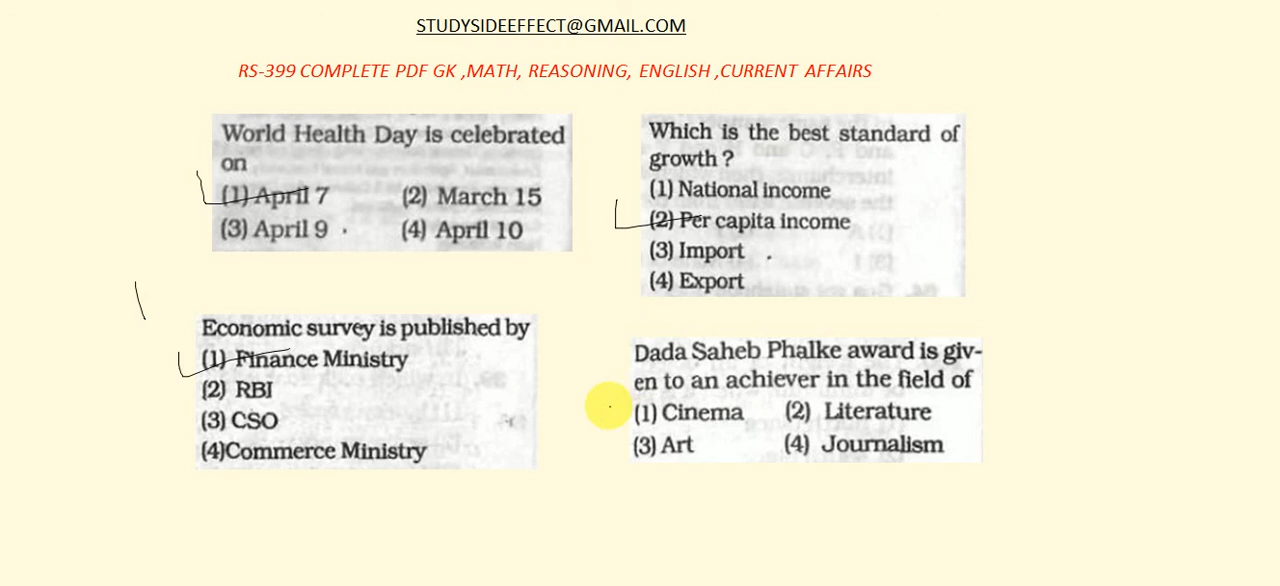 STUDYSIDEEFFECT@GMAIL.COM
RS-399 COMPLETE PDF GK ,MATH, REASONING, ENGLISH ,CURRENT AFFAIRS
World Health Day is celebrated
on
(1) April 7 (2) March 15
(3) April 9 (4) April 10
Which is the best standard of
growth ?
(1) National income
(2) Per capita income
(3) Import
(4) Export
Economic survey is published by
(1) Finance Ministry
(2) RBI
(3) CSO
(4)Commerce Ministry
Dada Saheb Phalke award is giv-
en to an achiever in the field of
(1) Cinema (2) Literature
(3) Art (4) Journalism